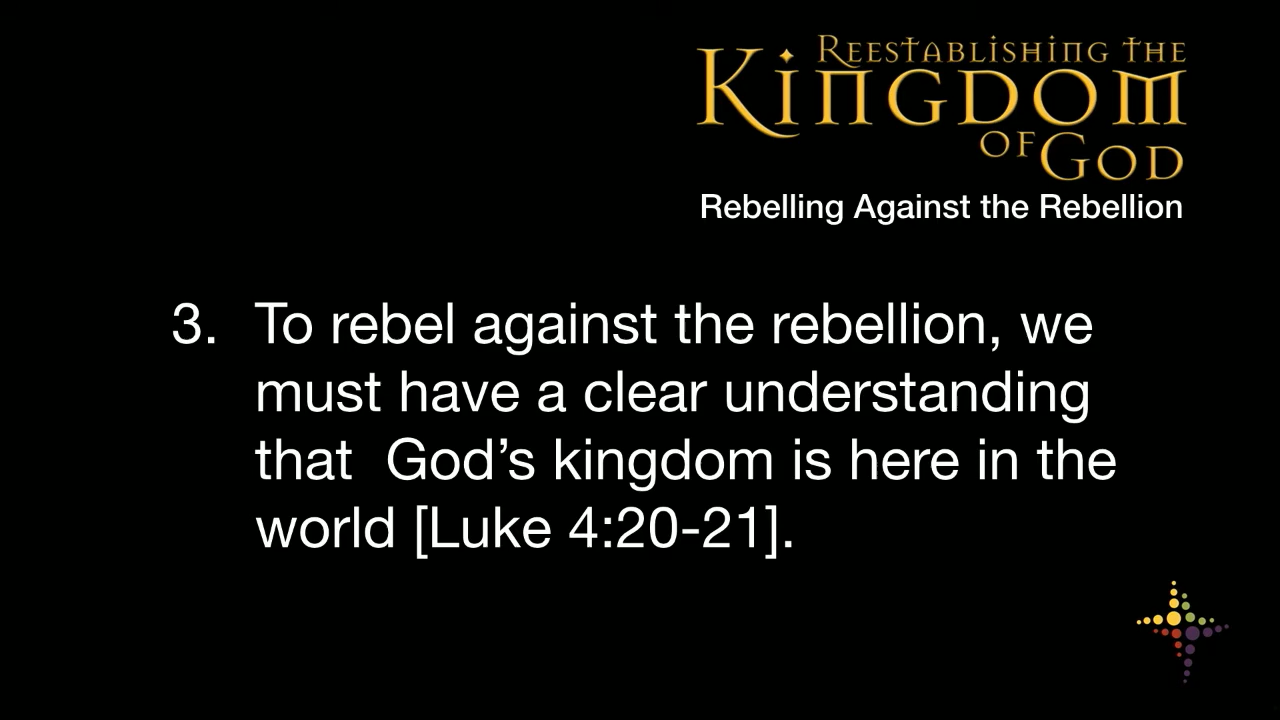 Reestablishing the
Kingdom
of God
Rebelling Against the Rebellion
3. To rebel against the rebellion, we
must have a clear understanding
that  God’s kingdom is here in the
world [Luke 4:20-21].